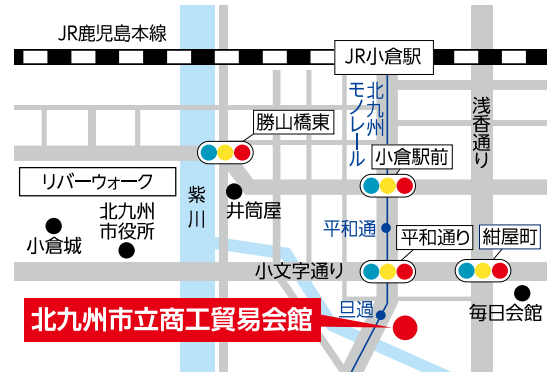 JR鹿児島本線
JR小倉駅
北九州
モノレール
浅香通り
勝山橋東
小倉駅前
リバーウォーク
紫川
井筒屋
北九州
市役所
小倉城
平和通
平和通り
紺屋町
小文字通り
旦過
毎日会館
北九州市立商工貿易会館